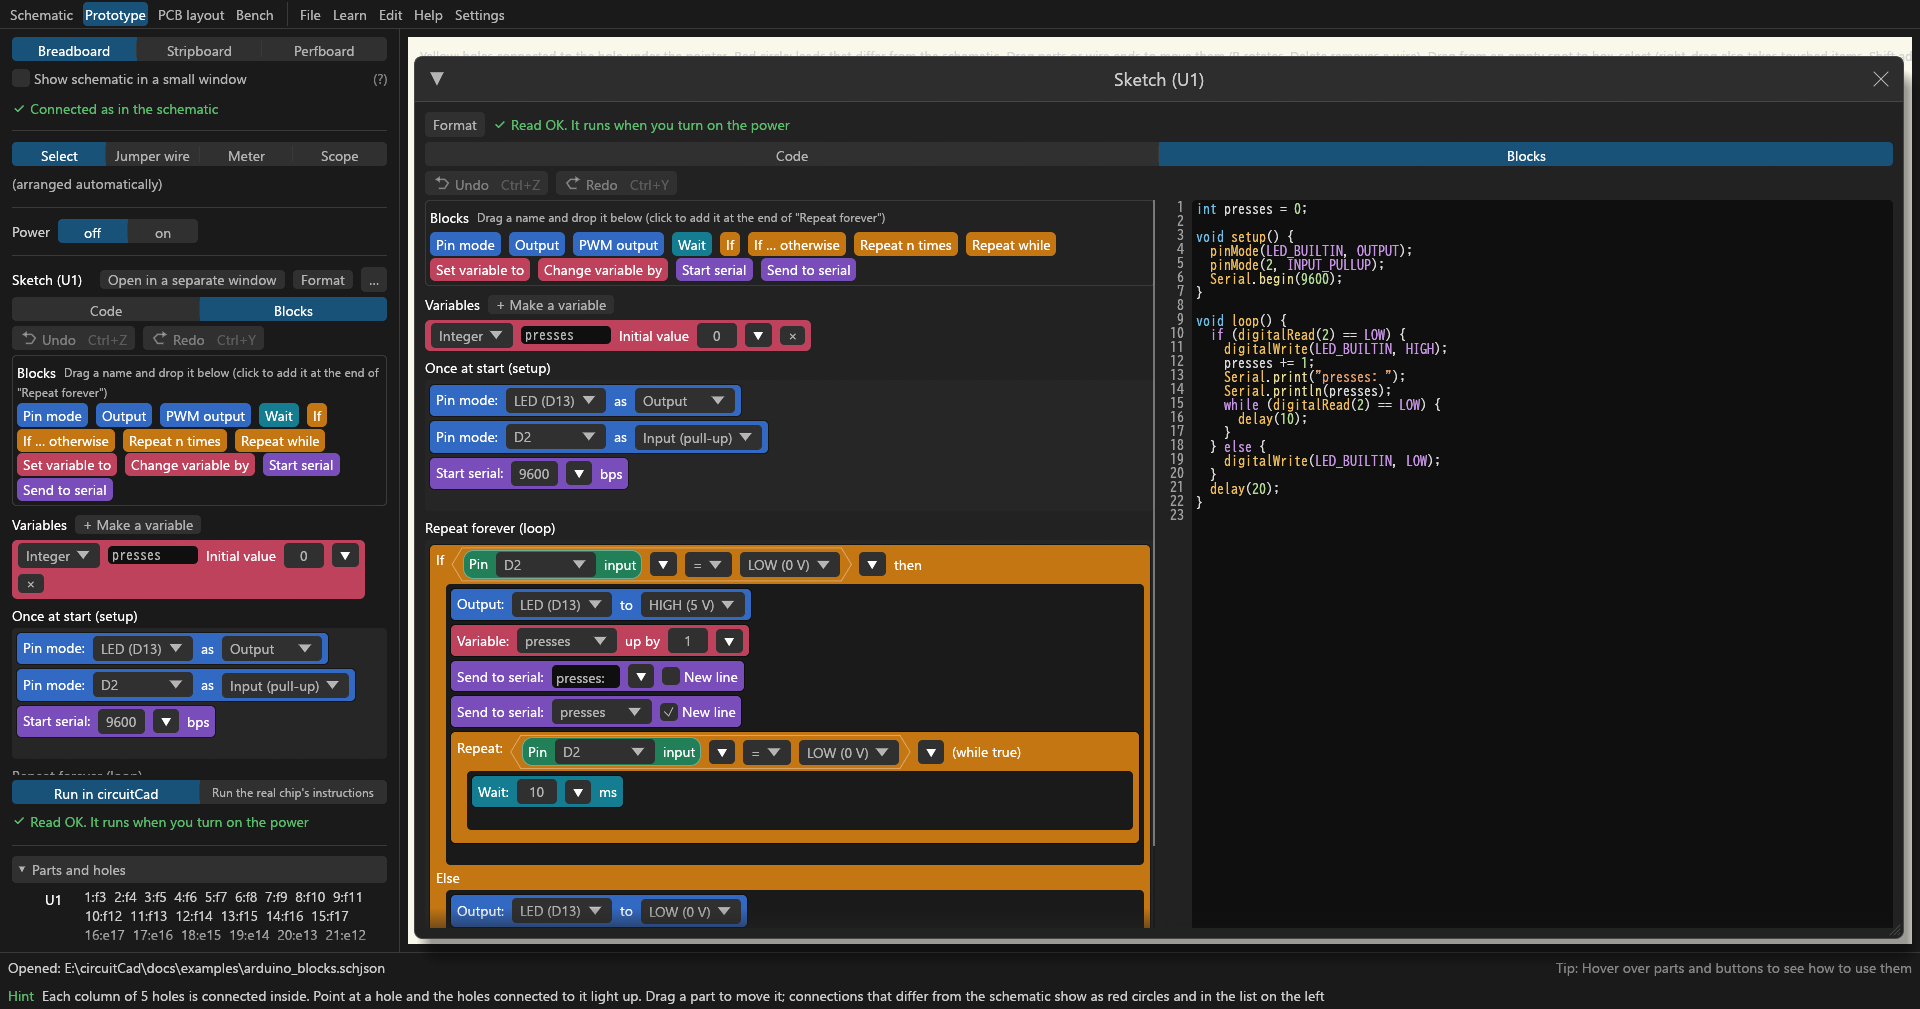 Schematic Prototype PCB layout Bench File Learn Edit Help Settings
Breadboard Stripboard Perfboard
Show schematic in a small window (?)
✓ Connected as in the schematic
Select Jumper wire Meter Scope
(arranged automatically)
Power off on
Sketch (U1) Open in a separate window Format ...
Code Blocks
Undo Ctrl+Z Redo Ctrl+Y
Blocks Drag a name and drop it below (click to add it at the end of
"Repeat forever")
Pin mode Output PWM output Wait If
If ... otherwise Repeat n times Repeat while
Set variable to Change variable by Start serial
Send to serial
Variables + Make a variable
Integer ▼ presses Initial value 0 ▼
×
Once at start (setup)
Pin mode: LED (D13) ▼ as Output ▼
Pin mode: D2 ▼ as Input (pull-up) ▼
Start serial: 9600 ▼ bps
Repeat forever (loop)
Run in circuitCad Run the real chip's instructions
✓ Read OK. It runs when you turn on the power
▼ Parts and holes
U1 1:f3 2:f4 3:f5 4:f6 5:f7 6:f8 7:f9 8:f10 9:f11
10:f12 11:f13 12:f14 13:f15 14:f16 15:f17
16:e17 17:e16 18:e15 19:e14 20:e13 21:e12
▼ Sketch (U1) ×
Format ✓ Read OK. It runs when you turn on the power
Code Blocks
Undo Ctrl+Z Redo Ctrl+Y
Blocks Drag a name and drop it below (click to add it at the end of "Repeat forever")
Pin mode Output PWM output Wait If If ... otherwise Repeat n times Repeat while
Set variable to Change variable by Start serial Send to serial
Variables + Make a variable
Integer ▼ presses Initial value 0 ▼ ×
Once at start (setup)
Pin mode: LED (D13) ▼ as Output ▼
Pin mode: D2 ▼ as Input (pull-up) ▼
Start serial: 9600 ▼ bps
Repeat forever (loop)
If Pin D2 ▼ input ▼ = ▼ LOW (0 V) ▼ ▼ then
Output: LED (D13) ▼ to HIGH (5 V) ▼
Variable: presses ▼ up by 1 ▼
Send to serial: presses: ▼ New line
Send to serial: presses ▼ ✓ New line
Repeat: Pin D2 ▼ input ▼ = ▼ LOW (0 V) ▼ ▼ (while true)
Wait: 10 ▼ ms
Else
Output: LED (D13) ▼ to LOW (0 V) ▼
1 int presses = 0;
2
3 void setup() {
4 pinMode(LED_BUILTIN, OUTPUT);
5 pinMode(2, INPUT_PULLUP);
6 Serial.begin(9600);
7 }
8
9 void loop() {
10 if (digitalRead(2) == LOW) {
11 digitalWrite(LED_BUILTIN, HIGH);
12 presses += 1;
13 Serial.print("presses: ");
14 Serial.println(presses);
15 while (digitalRead(2) == LOW) {
16 delay(10);
17 }
18 } else {
19 digitalWrite(LED_BUILTIN, LOW);
20 }
21 delay(20);
22 }
23
Opened: E:\circuitCad\docs\examples\arduino_blocks.schjson Tip: Hover over parts and buttons to see how to use them
Hint Each column of 5 holes is connected inside. Point at a hole and the holes connected to it light up. Drag a part to move it; connections that differ from the schematic show as red circles and in the list on the left